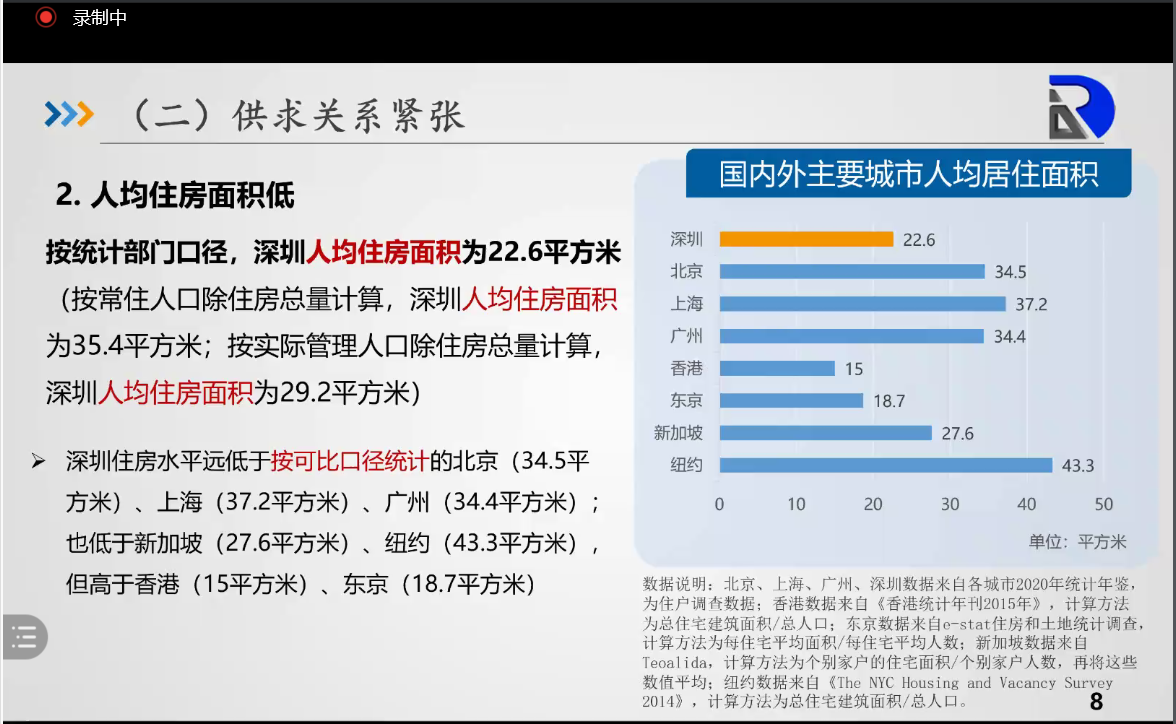 录制中
（二）供求关系紧张
2. 人均住房面积低
按统计部门口径，深圳人均住房面积为22.6平方米
（按常住人口除住房总量计算，深圳人均住房面积
为35.4平方米；按实际管理人口除住房总量计算，
深圳人均住房面积为29.2平方米）
➢ 深圳住房水平远低于按可比口径统计的北京（34.5平
方米）、上海（37.2平方米）、广州（34.4平方米）；
也低于新加坡（27.6平方米）、纽约（43.3平方米），
但高于香港（15平方米）、东京（18.7平方米）
国内外主要城市人均居住面积
深圳 22.6
北京 34.5
上海 37.2
广州 34.4
香港 15
东京 18.7
新加坡 27.6
纽约 43.3
0 10 20 30 40 50
单位：平方米
数据说明：北京、上海、广州、深圳数据来自各城市2020年统计年鉴，
为住户调查数据；香港数据来自《香港统计年刊2015年》，计算方法
为总住宅建筑面积/总人口；东京数据来自e-stat住房和土地统计调查，
计算方法为每住宅平均面积/每住宅平均人数；新加坡数据来自
Teoalida，计算方法为个别家户的住宅面积/个别家户人数，再将这些
数值平均；纽约数据来自《The NYC Housing and Vacancy Survey
2014》，计算方法为总住宅建筑面积/总人口。
8